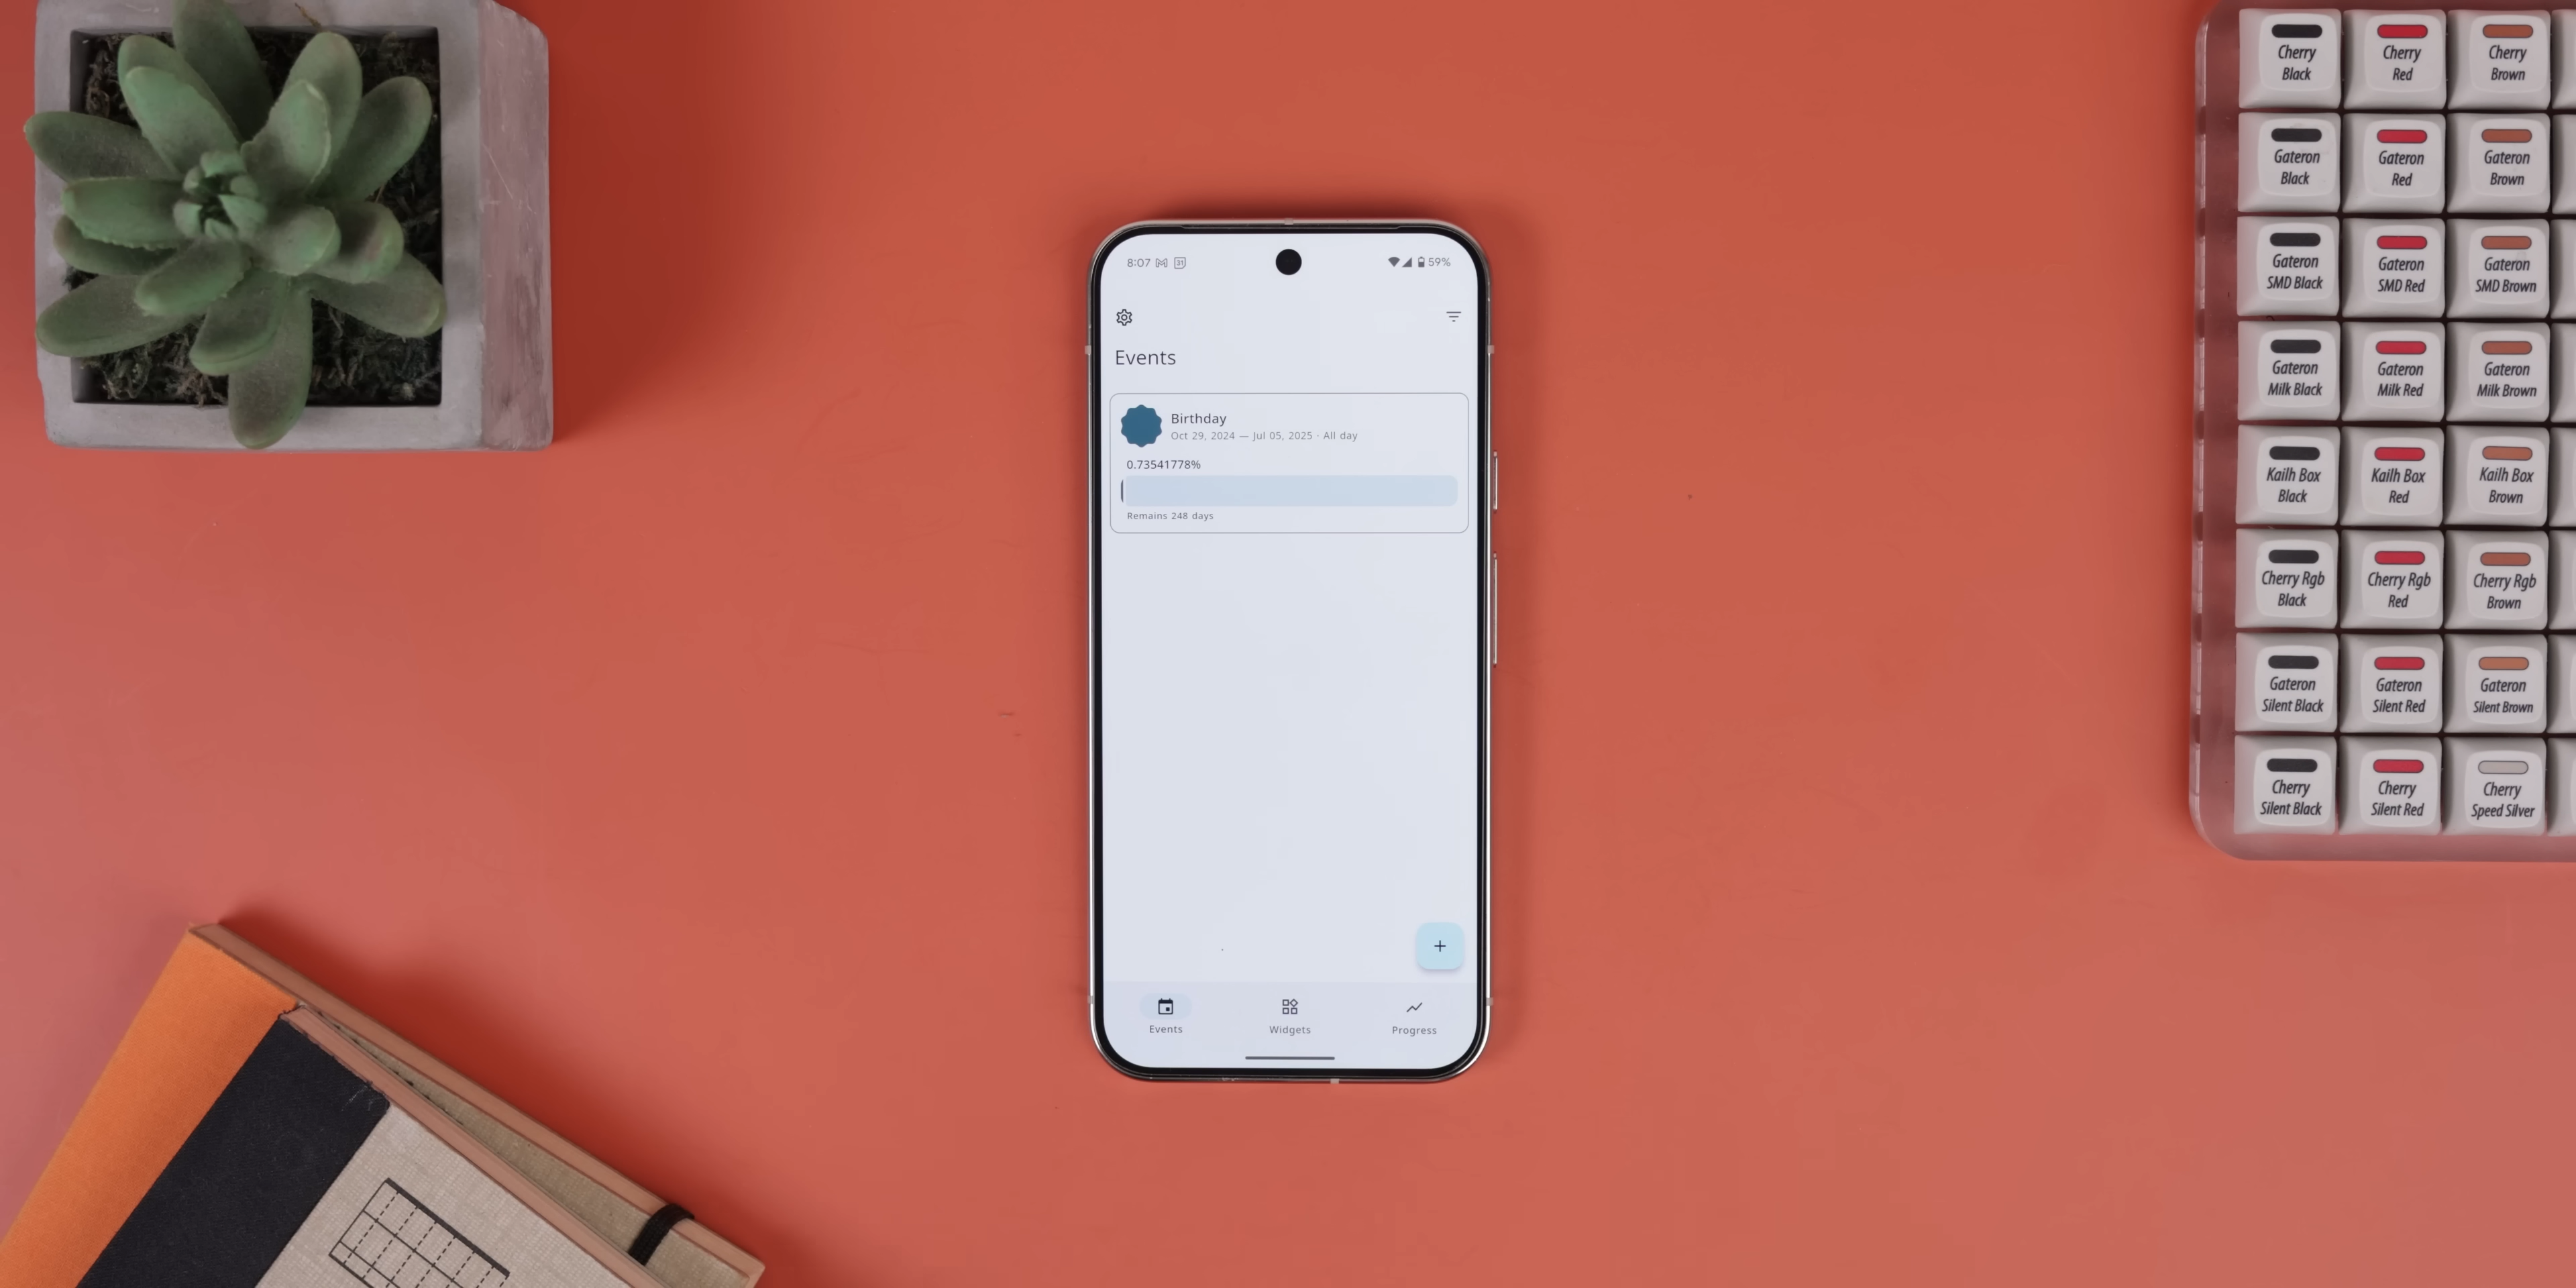 8:07
31
59%
Events
Birthday
Oct 29, 2024 — Jul 05, 2025 · All day
0.73541778%
Remains 248 days
+
Events
Widgets
Progress
Cherry
Black
Cherry
Red
Cherry
Brown
Gateron
Black
Gateron
Red
Gateron
Brown
Gateron
SMD Black
Gateron
SMD Red
Gateron
SMD Brown
Gateron
Milk Black
Gateron
Milk Red
Gateron
Milk Brown
Kailh Box
Black
Kailh Box
Red
Kailh Box
Brown
Cherry Rgb
Black
Cherry Rgb
Red
Cherry Rgb
Brown
Gateron
Silent Black
Gateron
Silent Red
Gateron
Silent Brown
Cherry
Silent Black
Cherry
Silent Red
Cherry
Speed Silver